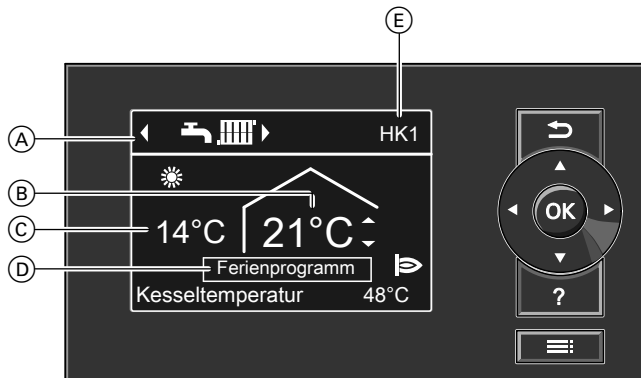 E
A
HK1
B
C
14°C 21°C
OK
D
Ferienprogramm
Kesseltemperatur 48°C
?